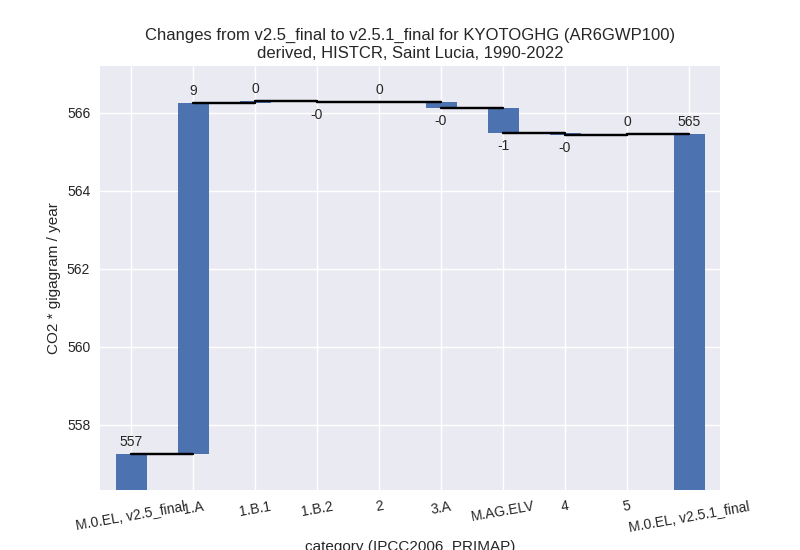 Changes from v2.5_final to v2.5.1_final for KYOTOGHG (AR6GWP100)
derived, HISTCR, Saint Lucia, 1990-2022
CO2 * gigagram / year
566
564
562
560
558
557
9
0
-0
0
-0
-1
-0
0
565
M.0.EL, v2.5_final
1.A
1.B.1
1.B.2
2
3.A
M.AG.ELV
4
5
M.0.EL, v2.5.1_final
category (IPCC2006_PRIMAP)